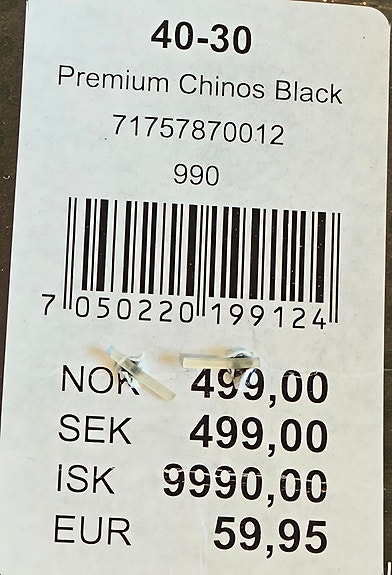 40-30
Premium Chinos Black
71757870012
990
7 050220 199124
NOK 499,00
SEK 499,00
ISK 9990,00
EUR 59,95